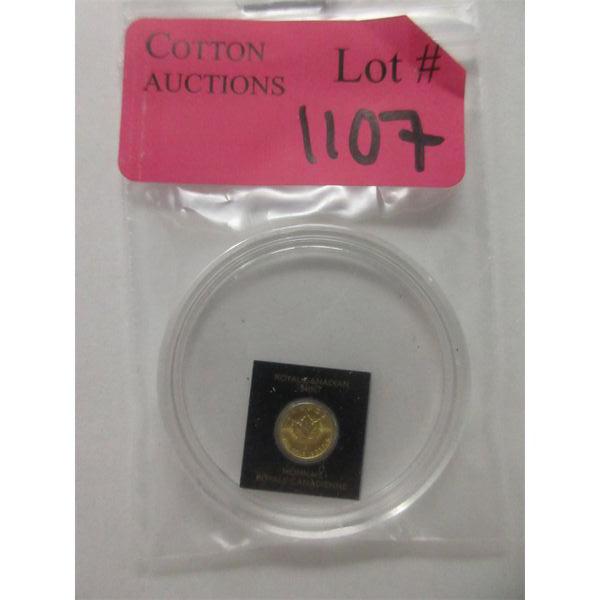 COTTON
AUCTIONS
Lot #
1107
ROYAL CANADIAN
MINT
MONNAIE
ROYALE CANADIENNE